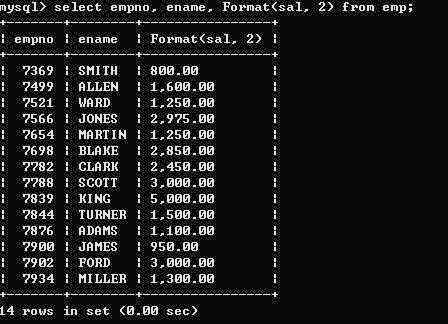 mysql> select empno, ename, Format(sal, 2) from emp;
+-------+--------+----------------+
| empno | ename | Format(sal, 2) |
+-------+--------+----------------+
| 7369 | SMITH | 800.00 |
| 7499 | ALLEN | 1,600.00 |
| 7521 | WARD | 1,250.00 |
| 7566 | JONES | 2,975.00 |
| 7654 | MARTIN | 1,250.00 |
| 7698 | BLAKE | 2,850.00 |
| 7782 | CLARK | 2,450.00 |
| 7788 | SCOTT | 3,000.00 |
| 7839 | KING | 5,000.00 |
| 7844 | TURNER | 1,500.00 |
| 7876 | ADAMS | 1,100.00 |
| 7900 | JAMES | 950.00 |
| 7902 | FORD | 3,000.00 |
| 7934 | MILLER | 1,300.00 |
+-------+--------+----------------+
14 rows in set (0.00 sec)